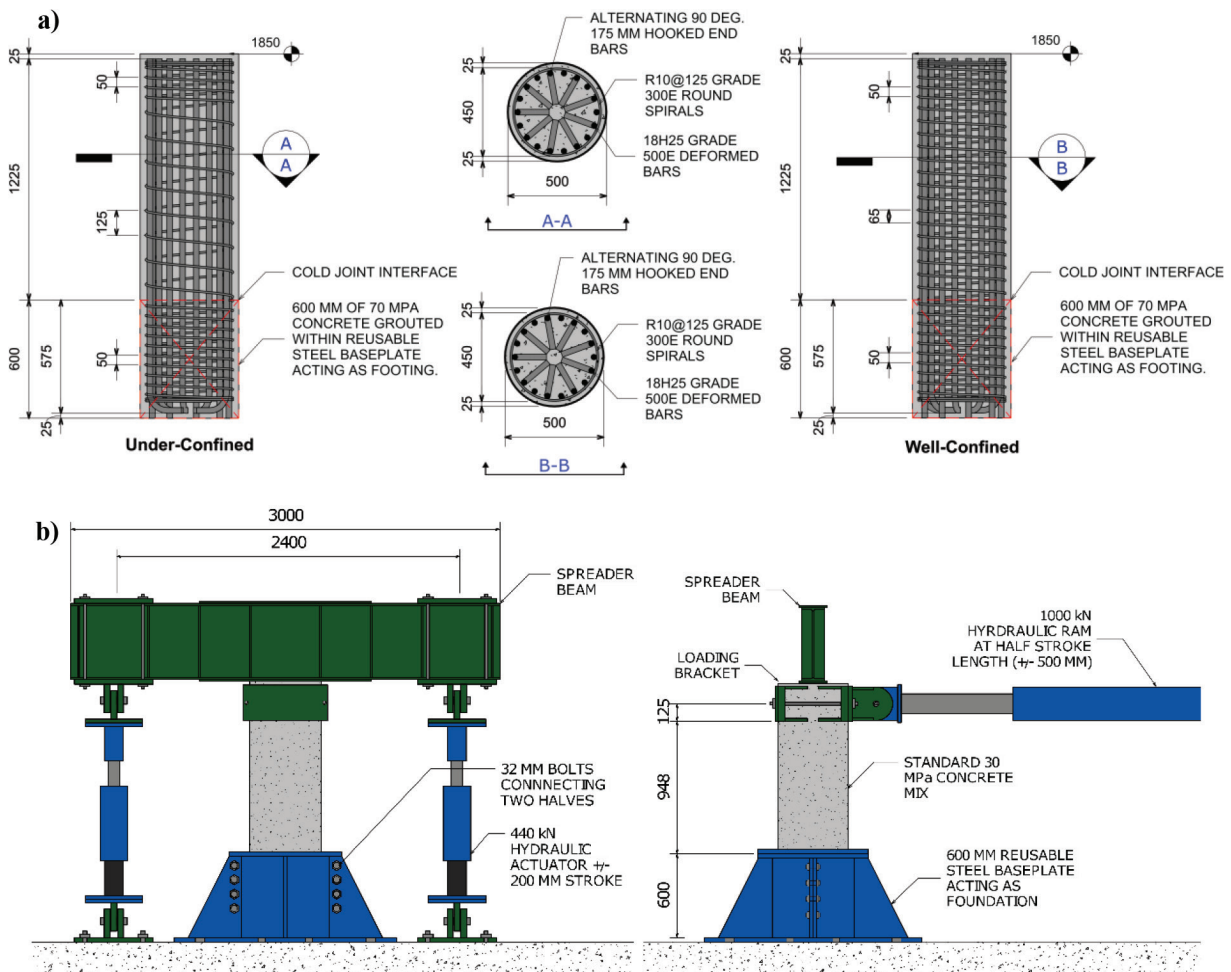 a)
25
1850
50
A
A
1225
125
COLD JOINT INTERFACE
600 MM OF 70 MPA
CONCRETE GROUTED
WITHIN REUSABLE
STEEL BASEPLATE
ACTING AS FOOTING.
600
575
50
25
Under-Confined
ALTERNATING 90 DEG.
175 MM HOOKED END
BARS
25
450
25
R10@125 GRADE
300E ROUND
SPIRALS
18H25 GRADE
500E DEFORMED
BARS
500
A-A
ALTERNATING 90 DEG.
175 MM HOOKED END
BARS
25
450
25
R10@125 GRADE
300E ROUND
SPIRALS
18H25 GRADE
500E DEFORMED
BARS
500
B-B
25
1850
50
B
B
1225
65
COLD JOINT INTERFACE
600 MM OF 70 MPA
CONCRETE GROUTED
WITHIN REUSABLE
STEEL BASEPLATE
ACTING AS FOOTING.
600
575
50
25
Well-Confined
b)
3000
2400
SPREADER
BEAM
32 MM BOLTS
CONNNECTING
TWO HALVES
440 kN
HYDRAULIC
ACTUATOR +/-
200 MM STROKE
SPREADER
BEAM
LOADING
BRACKET
1000 kN
HYRDRAULIC RAM
AT HALF STROKE
LENGTH (+/- 500 MM)
125
948
STANDARD 30
MPa CONCRETE
MIX
600
600 MM REUSABLE
STEEL BASEPLATE
ACTING AS
FOUNDATION